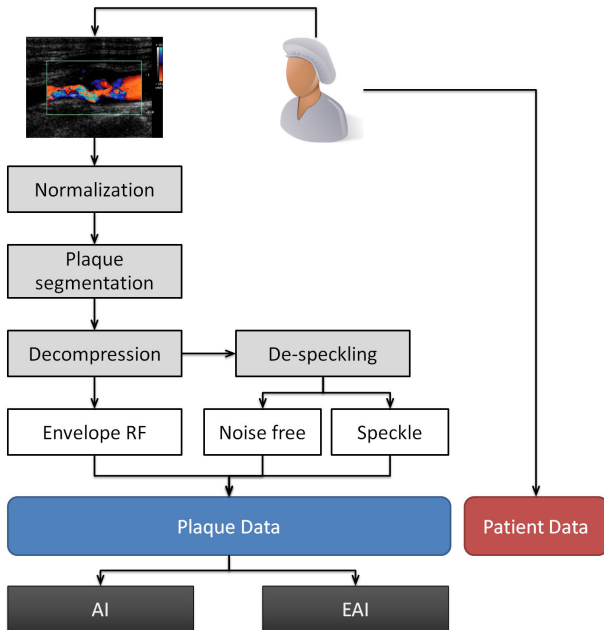 Normalization
Plaque
segmentation
Decompression
De-speckling
Envelope RF
Noise free
Speckle
Plaque Data
Patient Data
AI
EAI